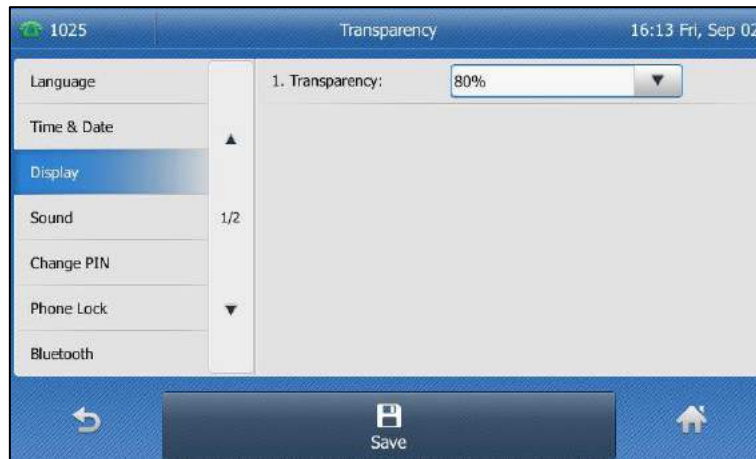 1025
Transparency
16:13 Fri, Sep 02
Language
Time & Date
Display
Sound
Change PIN
Phone Lock
Bluetooth
1/2
1. Transparency: 80%
Save